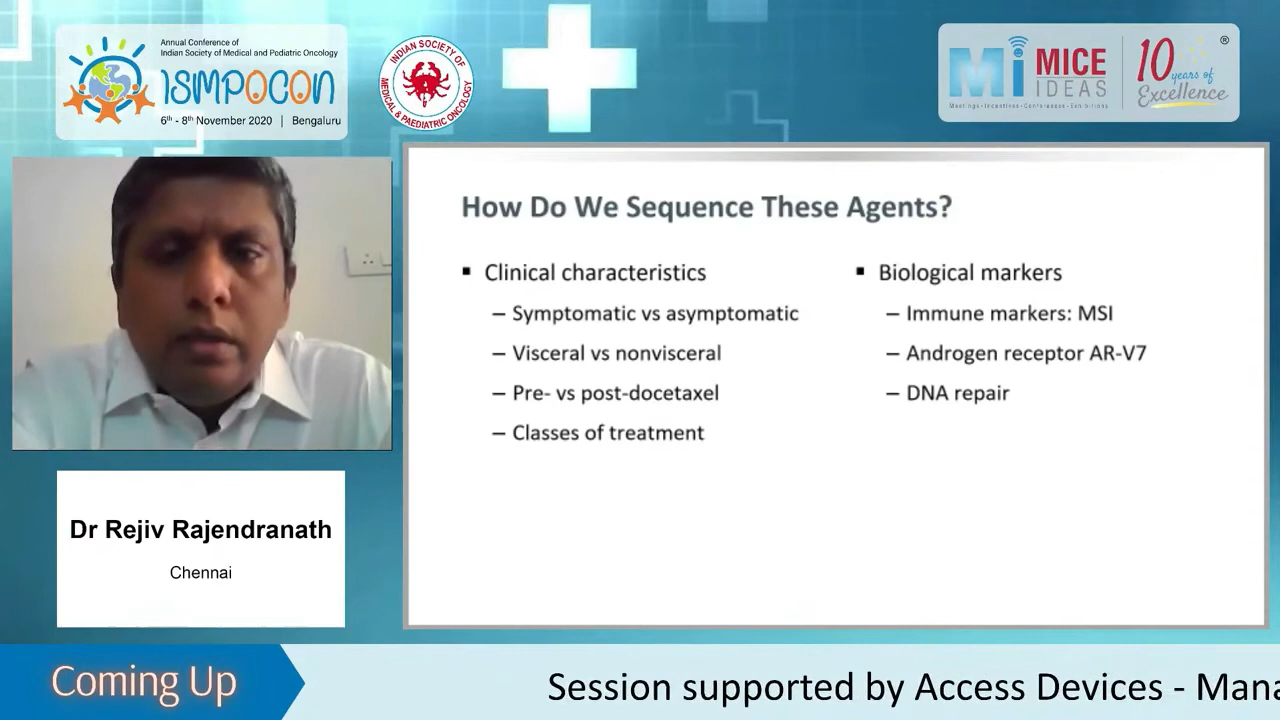 Annual Conference of
Indian Society of Medical and Pediatric Oncology
ISMPOCON
6th - 8th November 2020 | Bengaluru
INDIAN SOCIETY OF
MEDICAL & PAEDIATRIC ONCOLOGY
Mi MICE
IDEAS
Meetings • Incentives • Conferences • Exhibitions
10 years of
Excellence
®
How Do We Sequence These Agents?
▪ Clinical characteristics
– Symptomatic vs asymptomatic
– Visceral vs nonvisceral
– Pre- vs post-docetaxel
– Classes of treatment
▪ Biological markers
– Immune markers: MSI
– Androgen receptor AR-V7
– DNA repair
Dr Rejiv Rajendranath
Chennai
Coming Up
Session supported by Access Devices - Mana